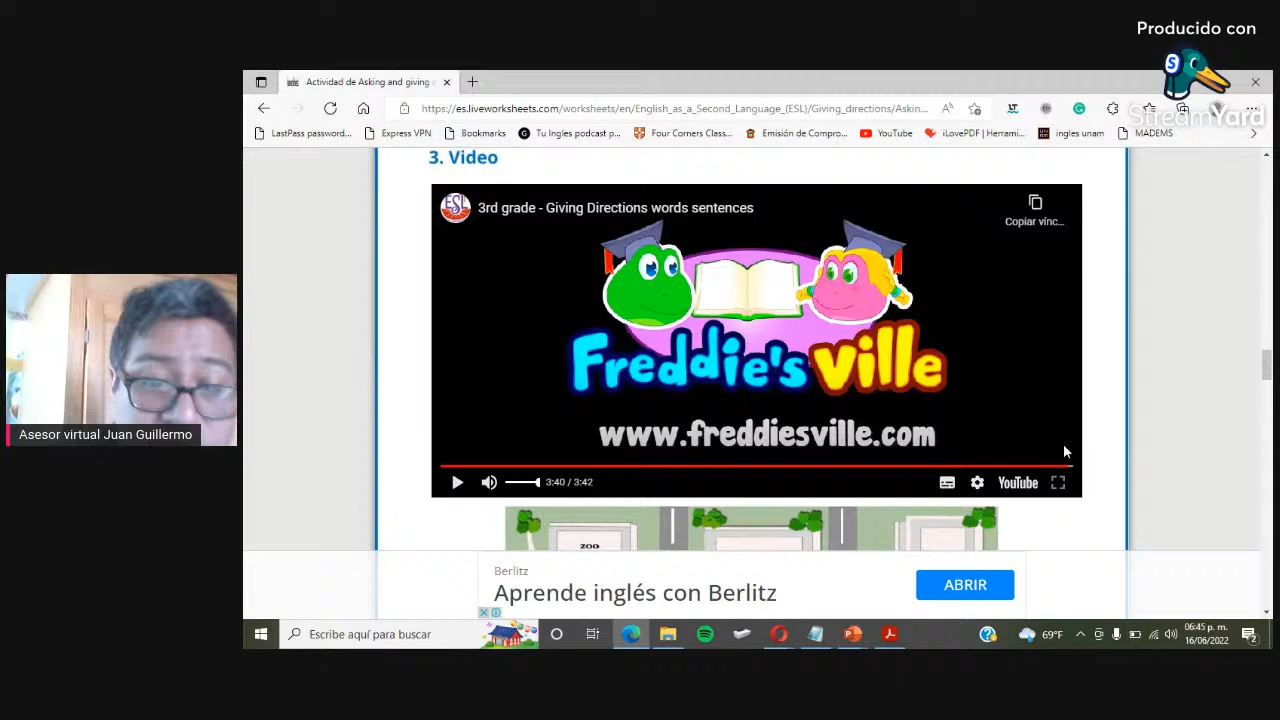 Producido con
S
StreamYard
Actividad de Asking and giving
https://es.liveworksheets.com/worksheets/en/English_as_a_Second_Language_(ESL)/Giving_directions/Askin...
LastPass password...
Express VPN
Bookmarks
Tu Ingles podcast p...
Four Corners Class...
Emisión de Compro...
YouTube
iLovePDF | Herrami...
ingles unam
MADEMS
3. Video
ESL
3rd grade - Giving Directions words sentences
Copiar vínc...
Freddie's ville
www.freddiesville.com
3:40 / 3:42
YouTube
ZOO
Asesor virtual Juan Guillermo
Berlitz
Aprende inglés con Berlitz
ABRIR
Escribe aquí para buscar
69°F
06:45 p. m.
16/06/2022
2